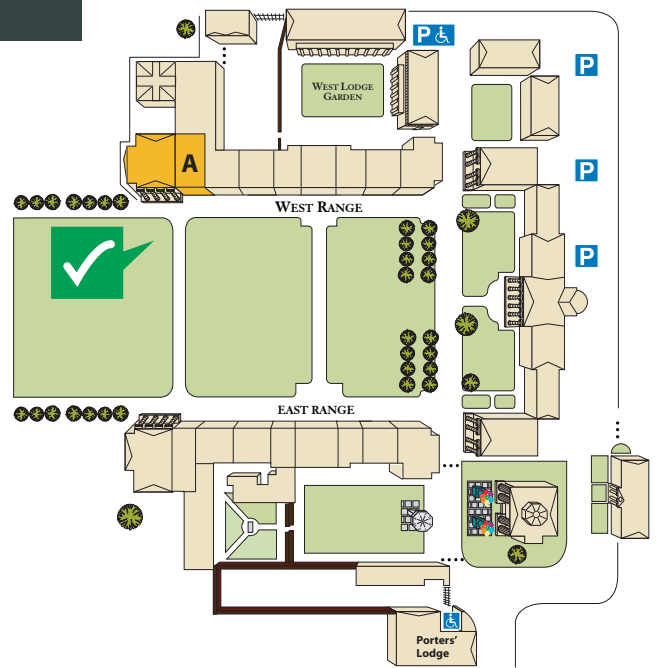 P
WEST LODGE
GARDEN
P
A
P
WEST RANGE
P
EAST RANGE
Porters'
Lodge